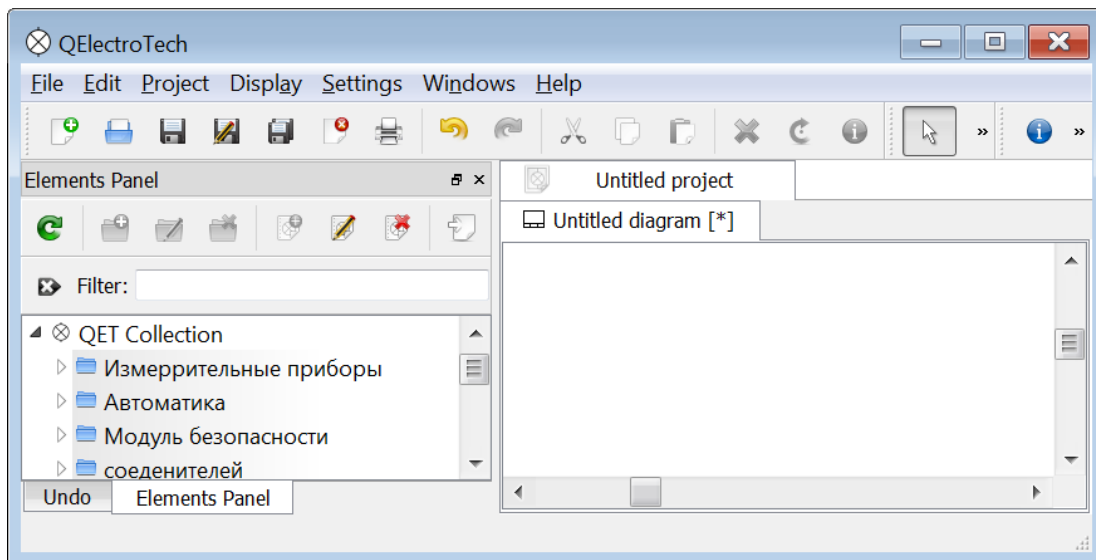 QElectroTech
File Edit Project Display Settings Windows Help
» »
Elements Panel
Untitled project
Untitled diagram [*]
Filter:
QET Collection
Измеррительные приборы
Автоматика
Модуль безопасности
соеденителей
Undo Elements Panel